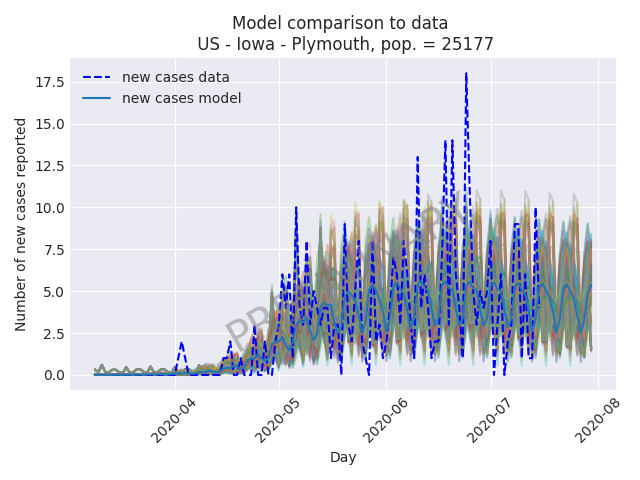 Model comparison to data
US - Iowa - Plymouth, pop. = 25177
new cases data
new cases model
Number of new cases reported
17.5
15.0
12.5
10.0
7.5
5.0
2.5
0.0
2020-04
2020-05
2020-06
2020-07
2020-08
Day